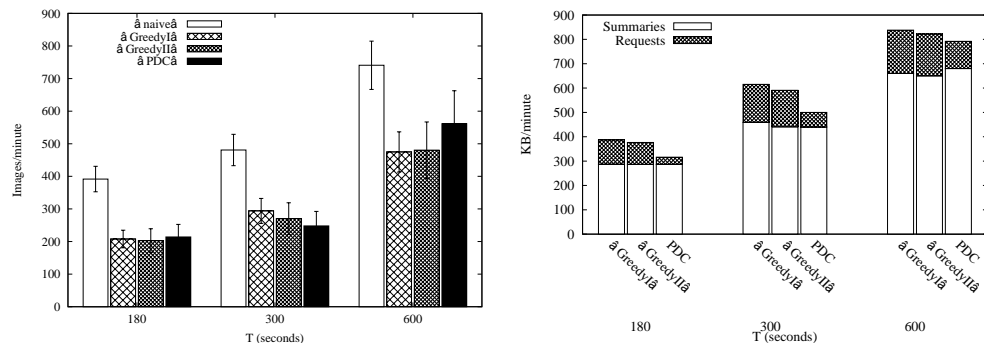 900
800
700
600
500
400
300
200
100
0
Images/minute
â naiveâ
â GreedyIâ
â GreedyIIâ
â PDCâ
180 300 600
T (seconds)
900
800
700
600
500
400
300
200
100
0
KB/minute
Summaries
Requests
â GreedyIâ
â GreedyIIâ
PDC
â GreedyIâ
â GreedyIIâ
PDC
â GreedyIâ
â GreedyIIâ
PDC
180 300 600
T (seconds)